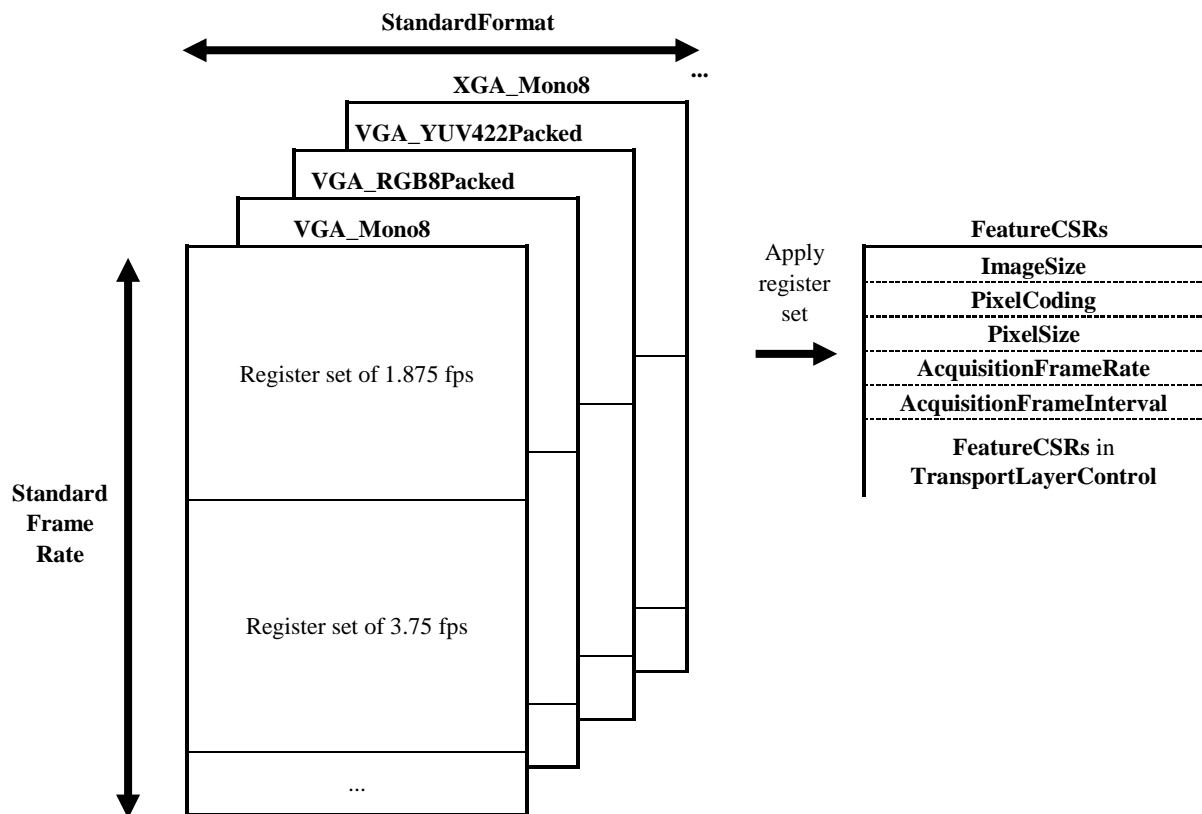 StandardFormat
...
XGA_Mono8
VGA_YUV422Packed
VGA_RGB8Packed
VGA_Mono8
Register set of 1.875 fps
Register set of 3.75 fps
...
Standard
Frame
Rate
Apply
register
set
FeatureCSRs
ImageSize
PixelCoding
PixelSize
AcquisitionFrameRate
AcquisitionFrameInterval
FeatureCSRs in
TransportLayerControl